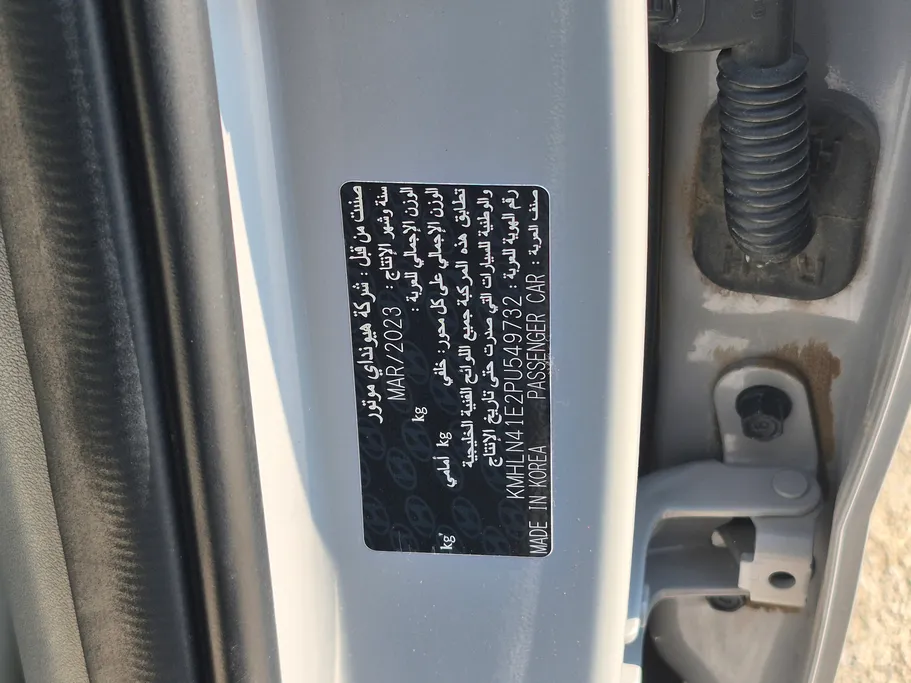 صنعت من قبل : شركة هيونداي موتور
سنة وشهر الإنتاج : MAR/2023
الوزن الإجمالي للعربة : kg
الوزن الإجمالي على كل محور: خلفي kg أمامي kg
تطابق هذه المركبة جميع اللوائح الفنية الخليجية
والوطنية للسيارات التي صدرت حتى تاريخ الإنتاج
رقم الهوية للعربة : KMHLN41E2PU549732
صنف العربة : PASSENGER CAR MADE IN KOREA